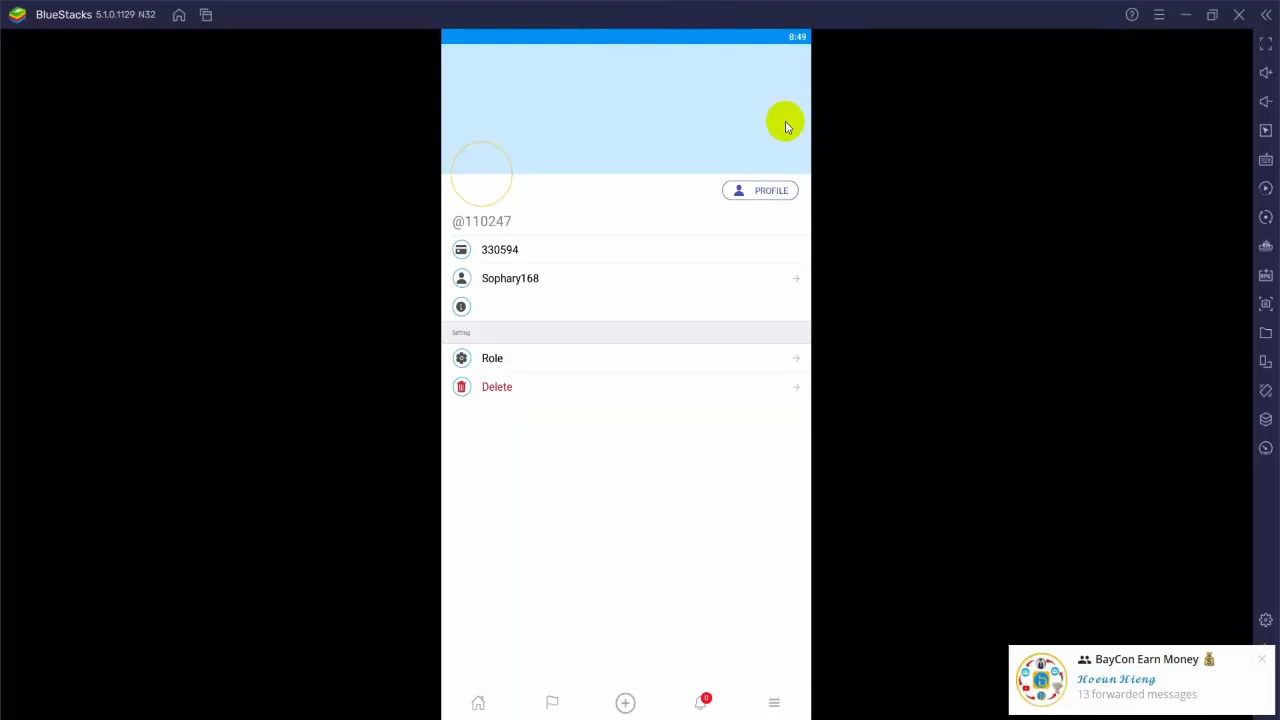 BlueStacks 5.1.0.1129 N32
8:49
PROFILE
@110247
330594
Sophary168
Setting
Role
Delete
0
BayCon Earn Money 💰
𝓗𝓸𝓮𝓾𝓷 𝓗𝓲𝓮𝓷𝓰
13 forwarded messages